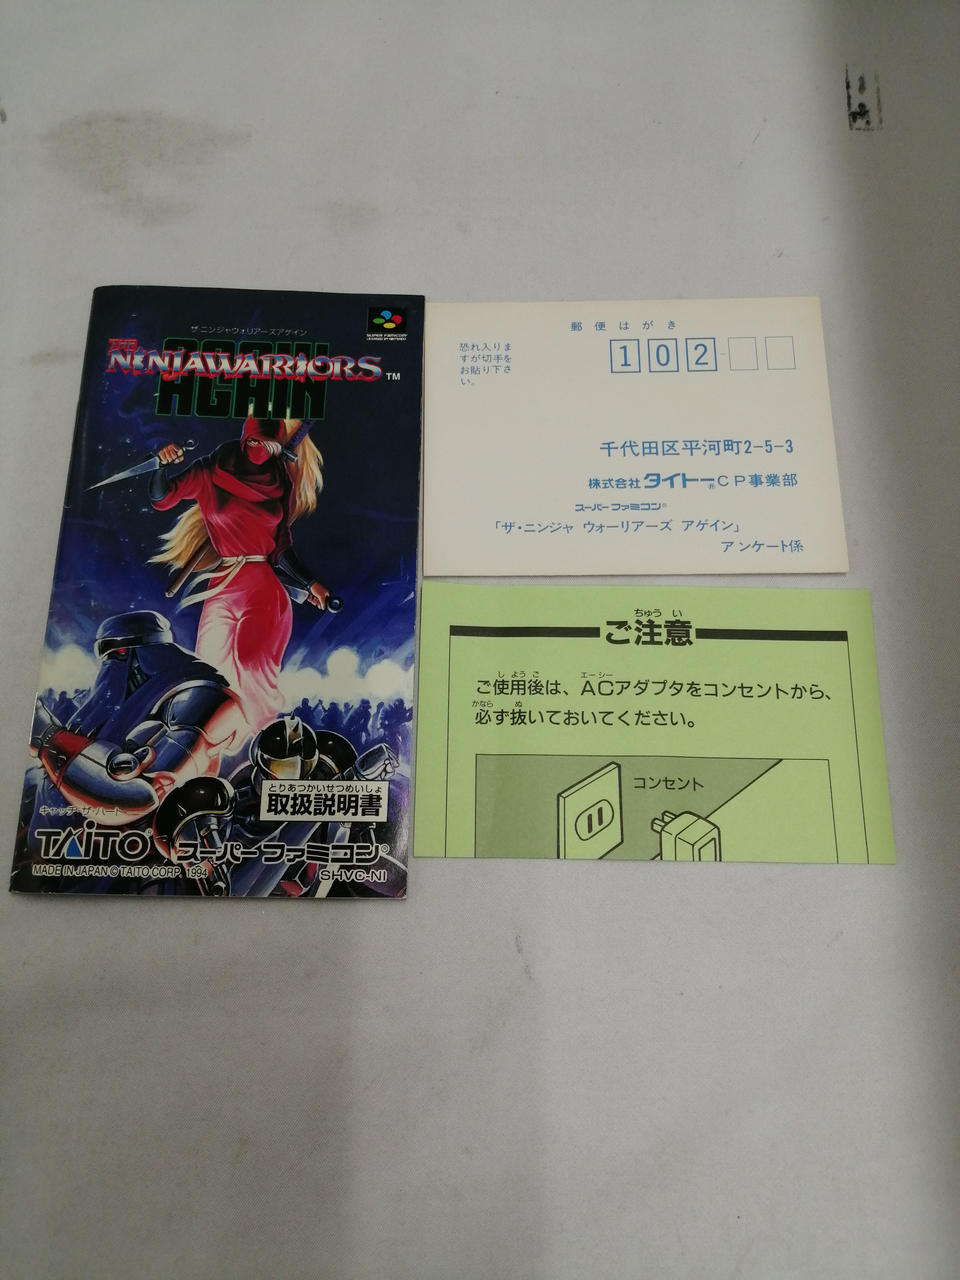 ザ・ニンジャウォリアーズアゲイン
THE
NINJAWARRIORS TM
AGAIN
SUPER FAMICOM
とりあつかいせつめいしょ
取扱説明書
キャッチ・ザ・ハート
TAITO® スーパーファミコン®
MADE IN JAPAN © TAITO CORP. 1994 SHVC-NI
郵便はがき
恐れ入りま
すが切手を
お貼り下さ
い。
102-
千代田区平河町2-5-3
株式会社タイトー®CP事業部
スーパーファミコン®
「ザ・ニンジャ ウォーリアーズ アゲイン」
アンケート係
ちゅう い
ご注意
し よう ご エーシー
ご使用後は、ACアダプタをコンセントから、
かなら ぬ
必ず抜いておいてください。
コンセント